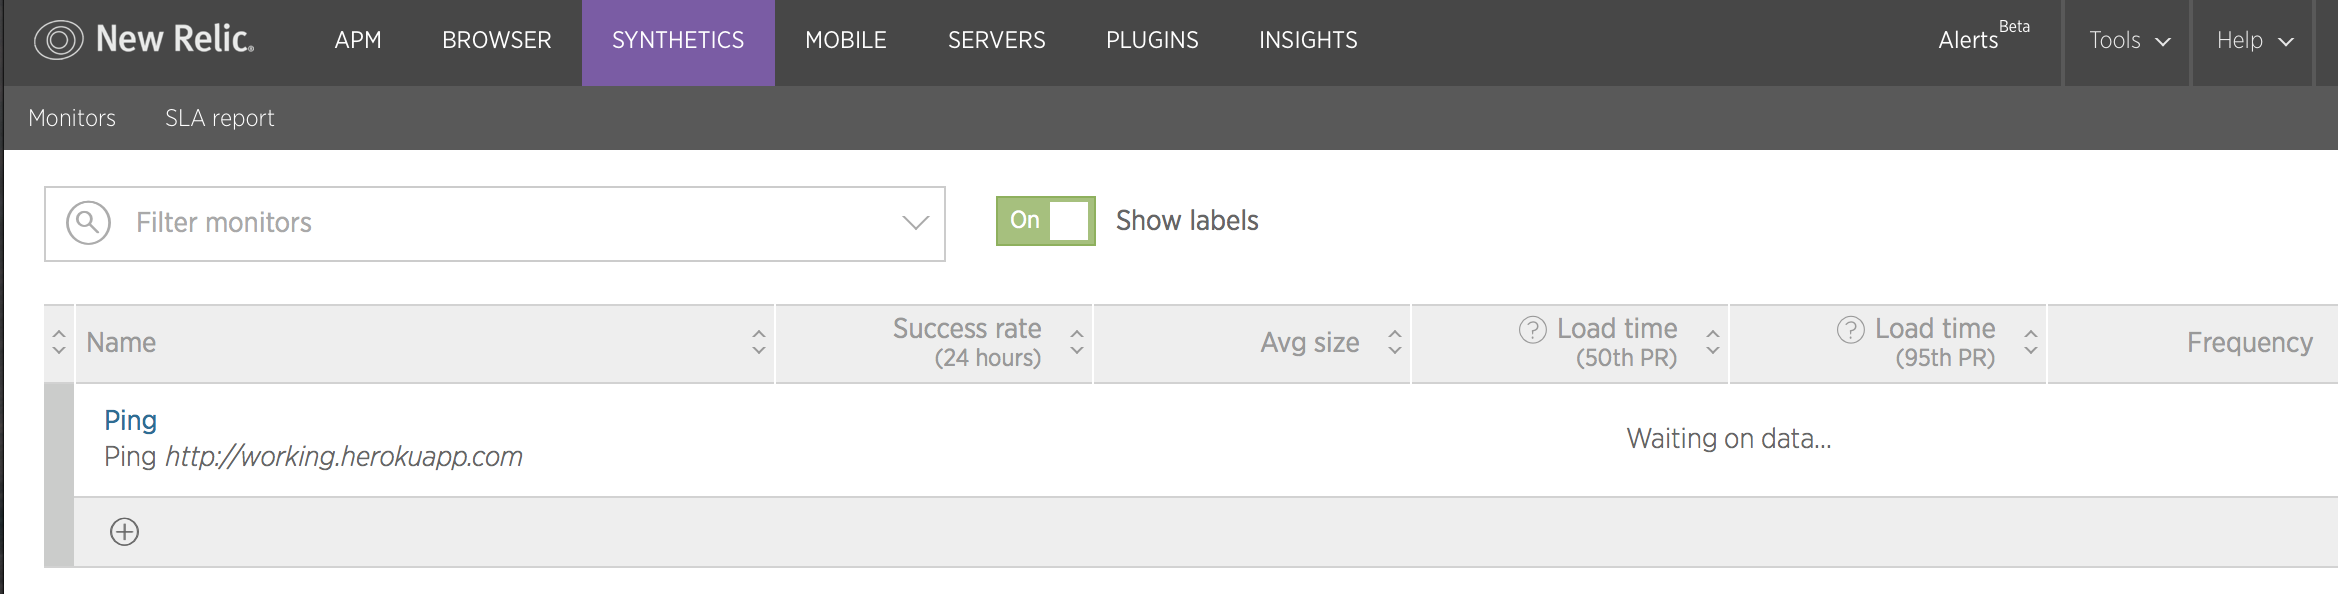 New Relic. APM BROWSER SYNTHETICS MOBILE SERVERS PLUGINS INSIGHTS Alerts Beta Tools Help
Monitors SLA report
Filter monitors On Show labels
Name Success rate (24 hours) Avg size ? Load time (50th PR) ? Load time (95th PR) Frequency
Ping
Ping http://working.herokuapp.com
Waiting on data...